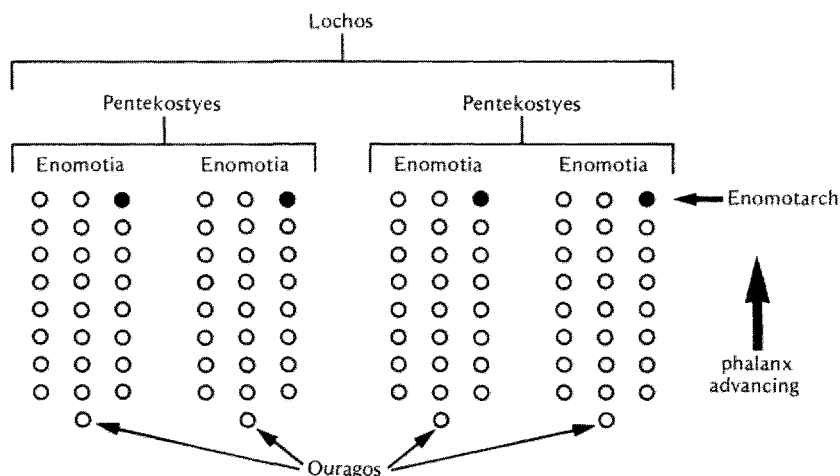 Lochos
Pentekostyes
Pentekostyes
Enomotia
Enomotia
Enomotia
Enomotia
Enomotarch
phalanx
advancing
Ouragos